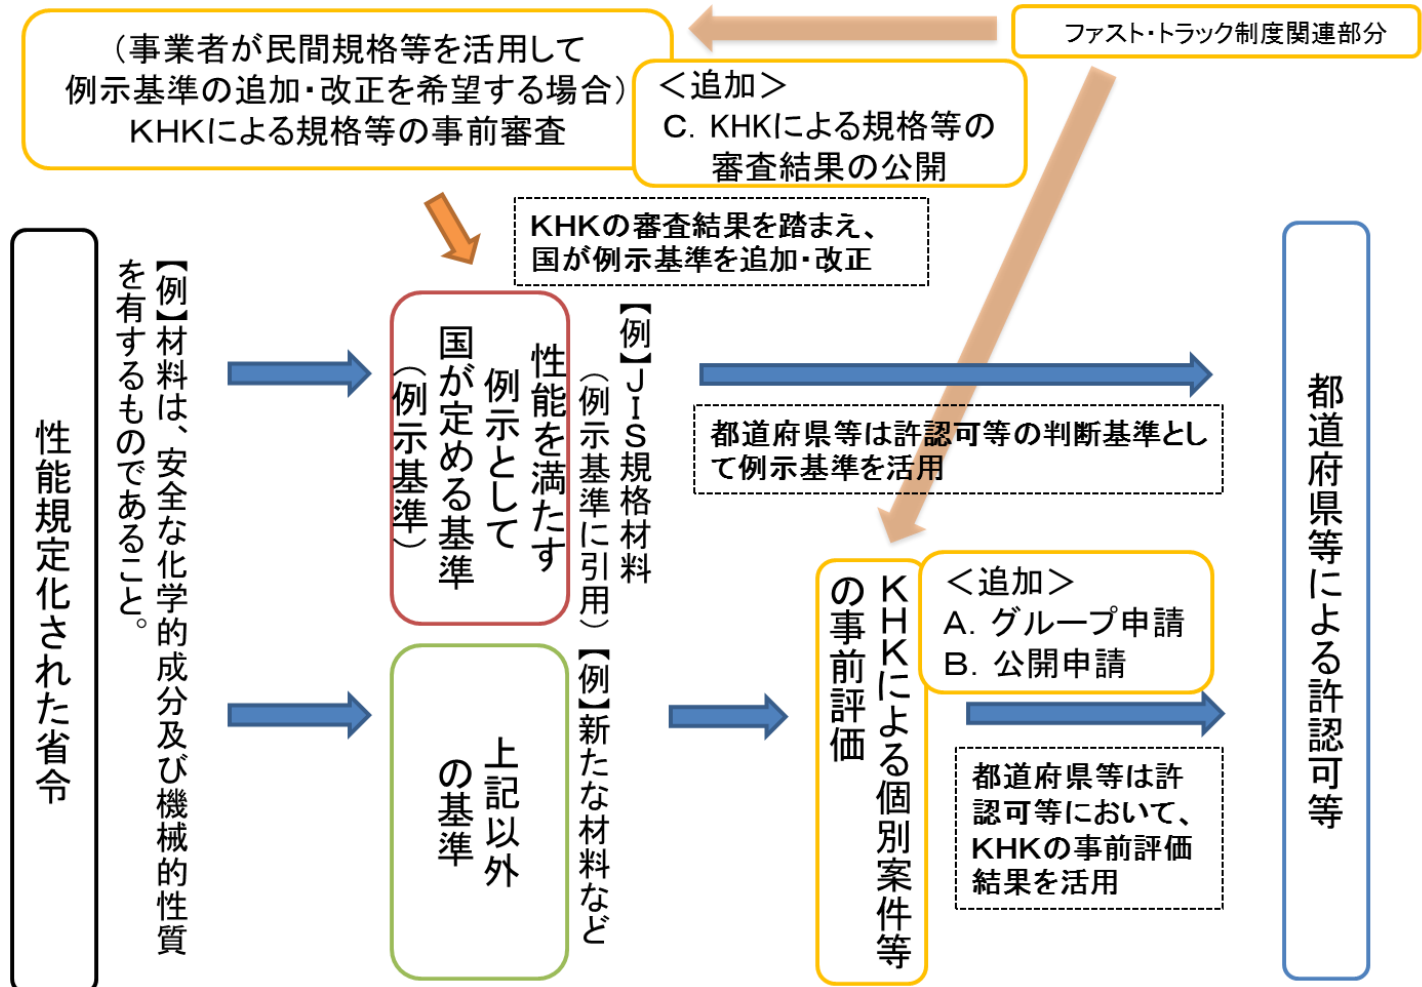 （事業者が民間規格等を活用して
例示基準の追加・改正を希望する場合）
ＫＨＫによる規格等の事前審査
＜追加＞
Ｃ．ＫＨＫによる規格等の
審査結果の公開
ファスト・トラック制度関連部分
ＫＨＫの審査結果を踏まえ、
国が例示基準を追加・改正
性能規定化された省令
【例】材料は、安全な化学的成分及び機械的性質
を有するものであること。
性能を満たす
例示として
国が定める基準
（例示基準）
【例】ＪＩＳ規格材料
（例示基準に引用）
都道府県等は許認可等の判断基準とし
て例示基準を活用
上記以外
の基準
【例】新たな材料など
ＫＨＫによる個別案件等
の事前評価
＜追加＞
Ａ．グループ申請
Ｂ．公開申請
都道府県等は許
認可等において、
ＫＨＫの事前評価
結果を活用
都道府県等による許認可等